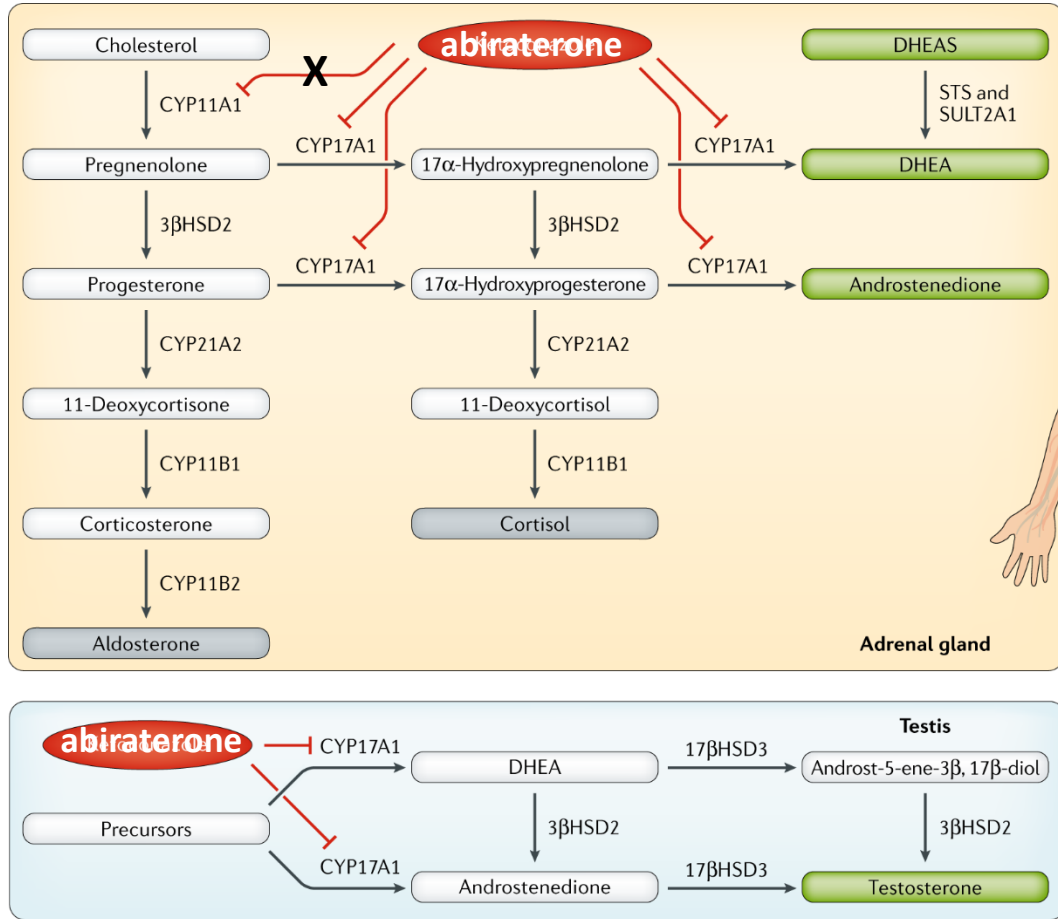 Cholesterol
abiraterone
DHEAS
X
CYP11A1
STS and
SULT2A1
CYP17A1
CYP17A1
Pregnenolone
17α-Hydroxypregnenolone
DHEA
3βHSD2
3βHSD2
CYP17A1
CYP17A1
Progesterone
17α-Hydroxyprogesterone
Androstenedione
CYP21A2
CYP21A2
11-Deoxycortisone
11-Deoxycortisol
CYP11B1
CYP11B1
Corticosterone
Cortisol
CYP11B2
Aldosterone
Adrenal gland
abiraterone
Testis
CYP17A1
17βHSD3
DHEA
Androst-5-ene-3β, 17β-diol
Precursors
3βHSD2
3βHSD2
CYP17A1
17βHSD3
Androstenedione
Testosterone